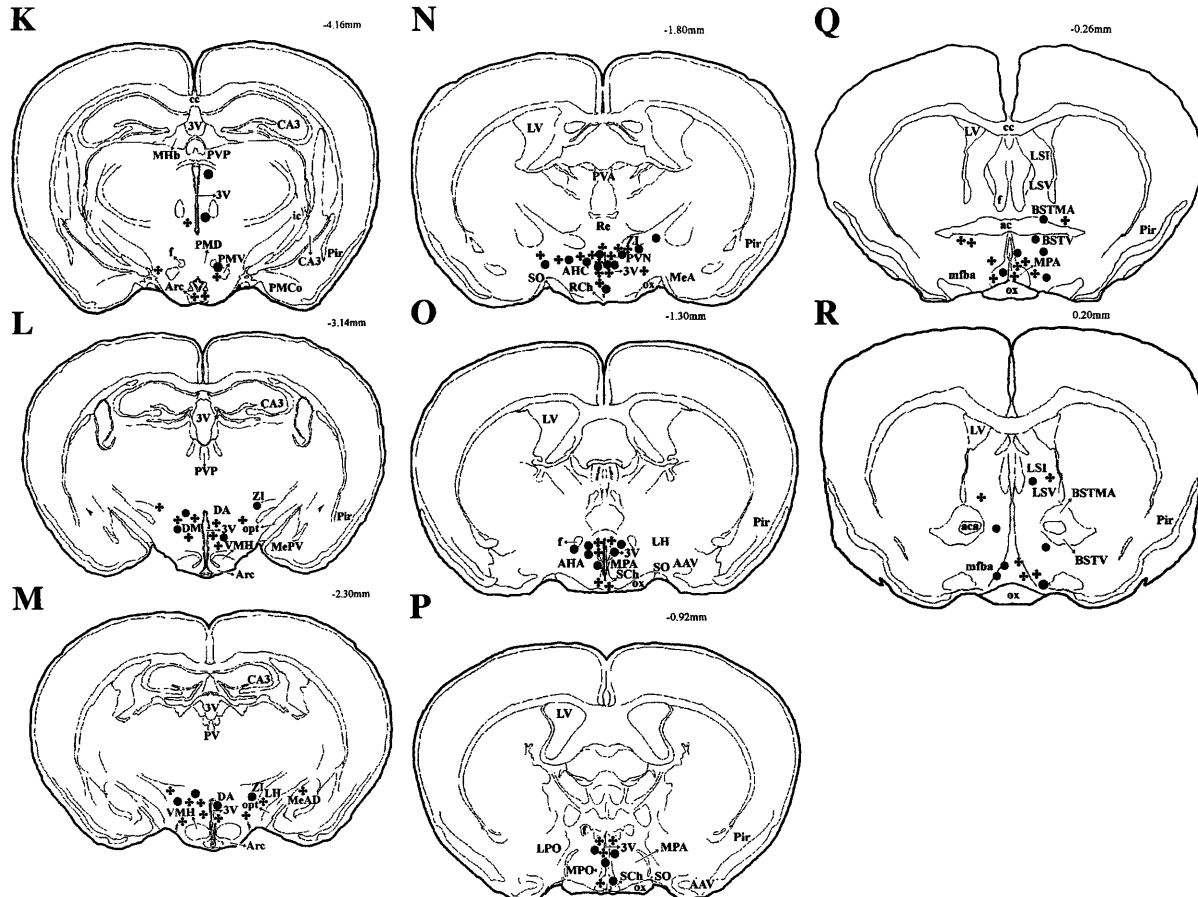 K
-4.16mm
cc
3V
CA3
MHb
PVP
3V
ic
PMD
f
PMV
CA3
Pir
Arc
PMCo
L
-3.14mm
3V
CA3
PVP
DA
ZI
DM
3V
opt
Pir
VMH
MePV
Arc
M
-2.30mm
CA3
3V
PV
DA
ZI
LH
MeAD
VMH
3V
opt
Arc
N
-1.80mm
LV
PVA
Re
ZI
Pir
PVN
SO
AHC
3V
MeA
RCh
ox
O
-1.30mm
LV
Pir
f
LH
3V
AHA
MPA
SO
AAV
SCh
ox
P
-0.92mm
LV
f
Pir
LPO
3V
MPA
MPO
SCh
SO
AAV
ox
Q
-0.26mm
LV
cc
LSI
LSV
f
BSTMA
ac
Pir
BSTV
mfba
MPA
ox
R
0.20mm
LV
LSI
LSV
BSTMA
aca
Pir
BSTV
mfba
ox